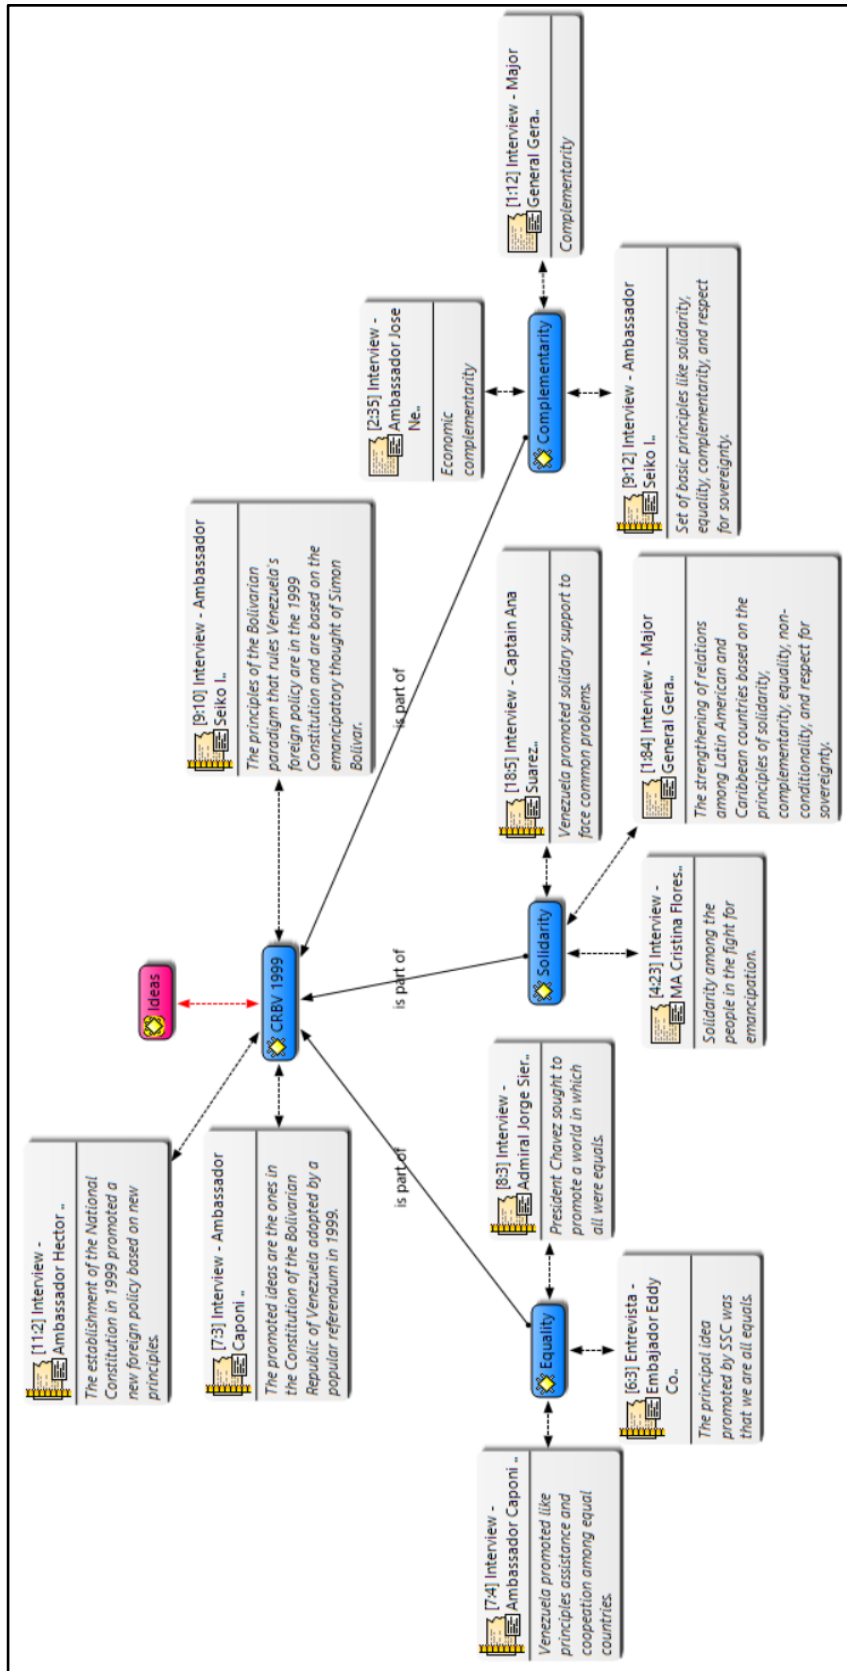 Ideas
[11:2] Interview -
Ambassador Hector ..
The establishment of the National
Constitution in 1999 promoted a
new foreign policy based on new
principles.
[7:3] Interview - Ambassador
Caponi ..
The promoted ideas are the ones in
the Constitution of the Bolivarian
Republic of Venezuela adopted by a
popular referendum in 1999.
CRBV 1999
[9:10] Interview - Ambassador
Seiko I..
The principles of the Bolivarian
paradigm that rules Venezuela's
foreign policy are in the 1999
Constitution and are based on the
emancipatory thought of Simon
Bolivar.
is part of
is part of
is part of
[7:4] Interview -
Ambassador Caponi ..
Venezuela promoted like
principles assistance and
coopeation among equal
countries.
Equality
[8:3] Interview -
Admiral Jorge Sier..
President Chavez sought to
promote a world in which
all were equals.
[6:3] Entrevista -
Embajador Eddy
Co..
The principal idea
promoted by SSC was
that we are all equals.
Solidarity
[18:5] Interview - Captain Ana
Suarez..
Venezuela promoted solidary support to
face common problems.
[4:23] Interview -
MA Cristina Flores..
Solidarity among the
people in the fight for
emancipation.
[1:84] Interview - Major
General Gera..
The strengthening of relations
among Latin American and
Caribbean countries based on the
principles of solidarity,
complementarity, equality, non-
conditionality, and respect for
sovereignty.
[2:35] Interview -
Ambassador Jose
Ne..
Economic
complementarity
Complementarity
[1:12] Interview - Major
General Gera..
Complementarity
[9:12] Interview - Ambassador
Seiko I..
Set of basic principles like solidarity,
equality, complementarity, and respect
for sovereignty.